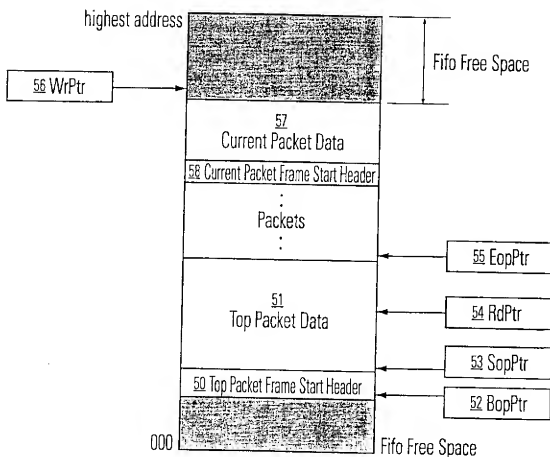 highest address
Fifo Free Space
56 WrPtr
57
Current Packet Data
58 Current Packet Frame Start Header
Packets
55 EopPtr
51
Top Packet Data
54 RdPtr
53 SopPtr
50 Top Packet Frame Start Header
52 BopPtr
000
Fifo Free Space